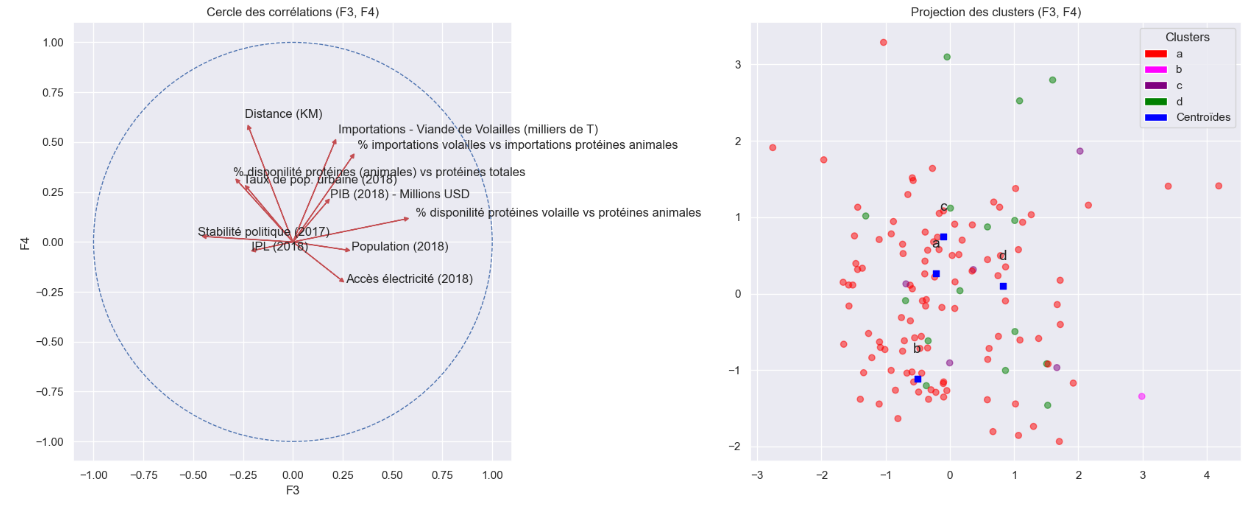 Cercle des corrélations (F3, F4)
1.00
0.75
0.50
0.25
0.00
−0.25
−0.50
−0.75
−1.00
F4
Distance (KM)
Importations - Viande de Volailles (milliers de T)
% importations volailles vs importations protéines animales
% disponilité protéines (animales) vs protéines totales
Taux de pop. urbaine (2018)
PIB (2018) - Millions USD
% disponilité protéines volaille vs protéines animales
Stabilité politique (2017)
IPL (2018)
Population (2018)
Accès électricité (2018)
−1.00 −0.75 −0.50 −0.25 0.00 0.25 0.50 0.75 1.00
F3
Projection des clusters (F3, F4)
Clusters
a
b
c
d
Centroides
3
2
1
0
−1
−2
c
a
d
b
−3 −2 −1 0 1 2 3 4